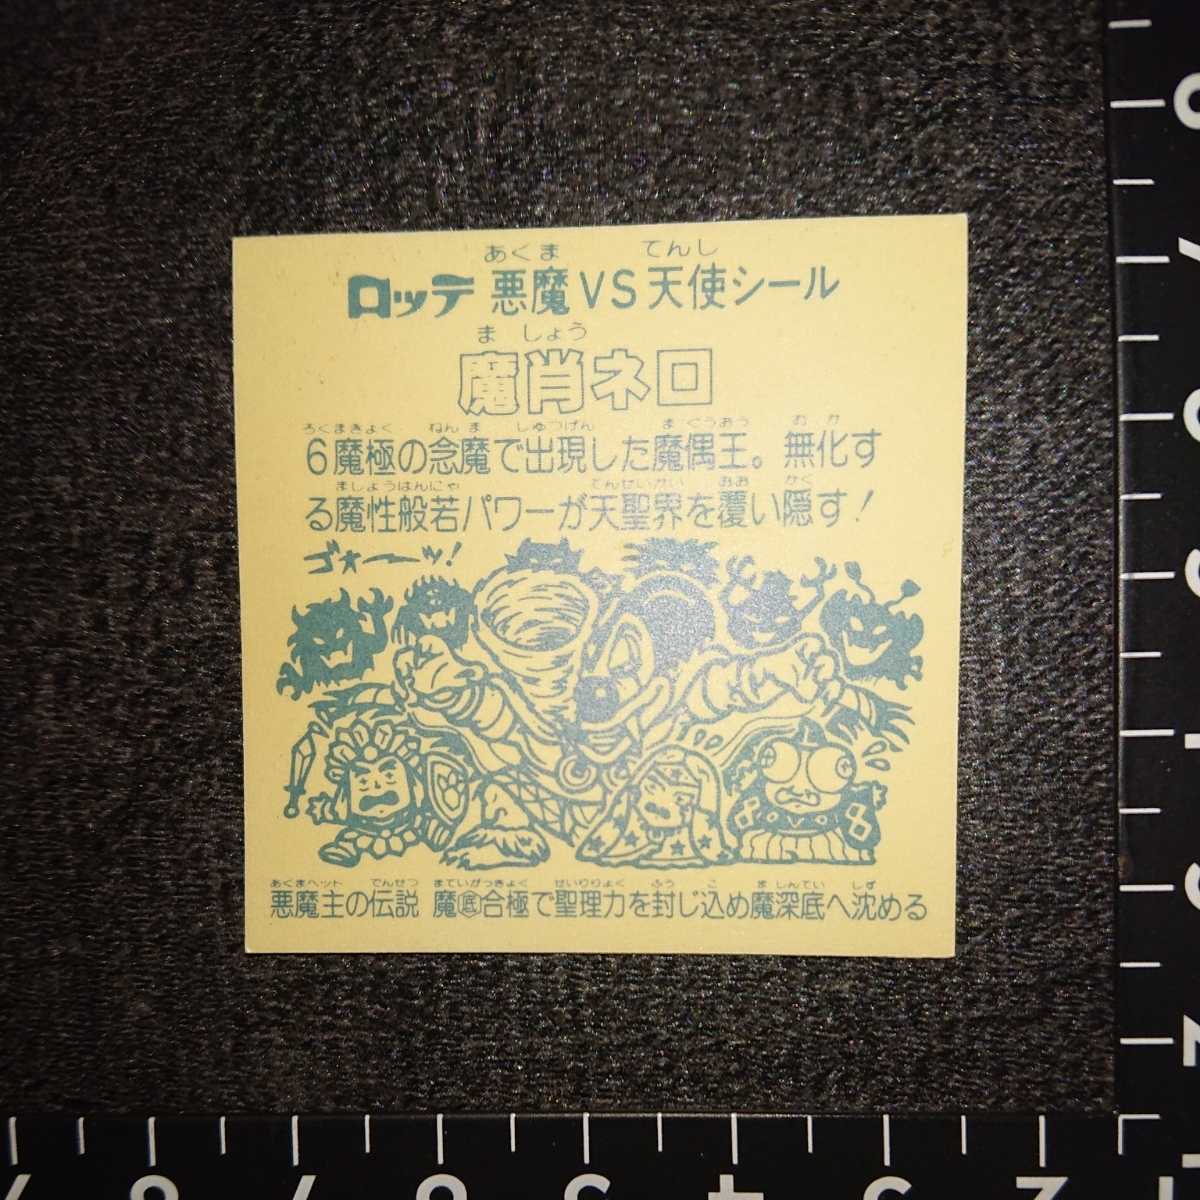 あくま てんし
ロッテ 悪魔VS天使シール
ま しょう
魔肖ネロ
ろくまきょく ねん ま しゅつげん ま ぐうおう む か
6魔極の念魔で出現した魔偶王。無化す
ましょうはんにゃ てんせいかい おお かく
る魔性般若パワーが天聖界を覆い隠す!
ゴォーーッ!
あくまヘッド でんせつ まていがっきょく せいりりょく ふう こ ま しんてい しず
悪魔主の伝説 魔㊬合極で聖理力を封じ込め魔深底へ沈める